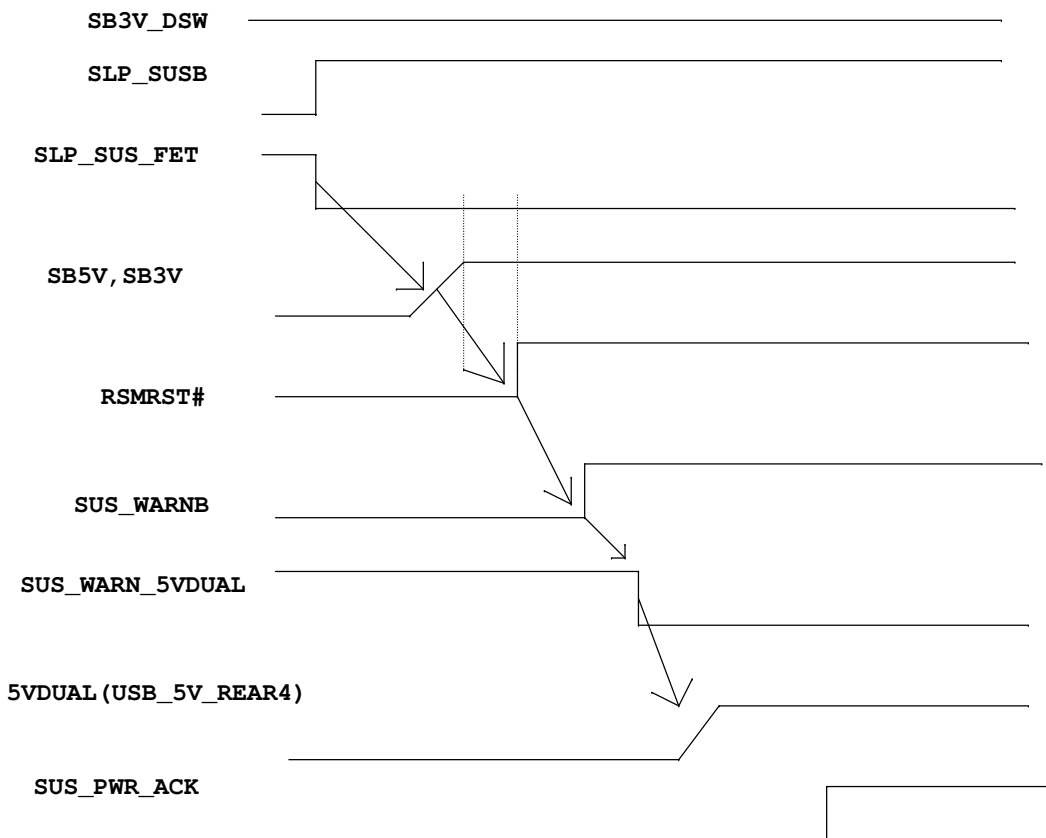 SB3V_DSW
SLP_SUSB
SLP_SUS_FET
SB5V,SB3V
RSMRST#
SUS_WARNB
SUS_WARN_5VDUAL
5VDUAL(USB_5V_REAR4)
SUS_PWR_ACK